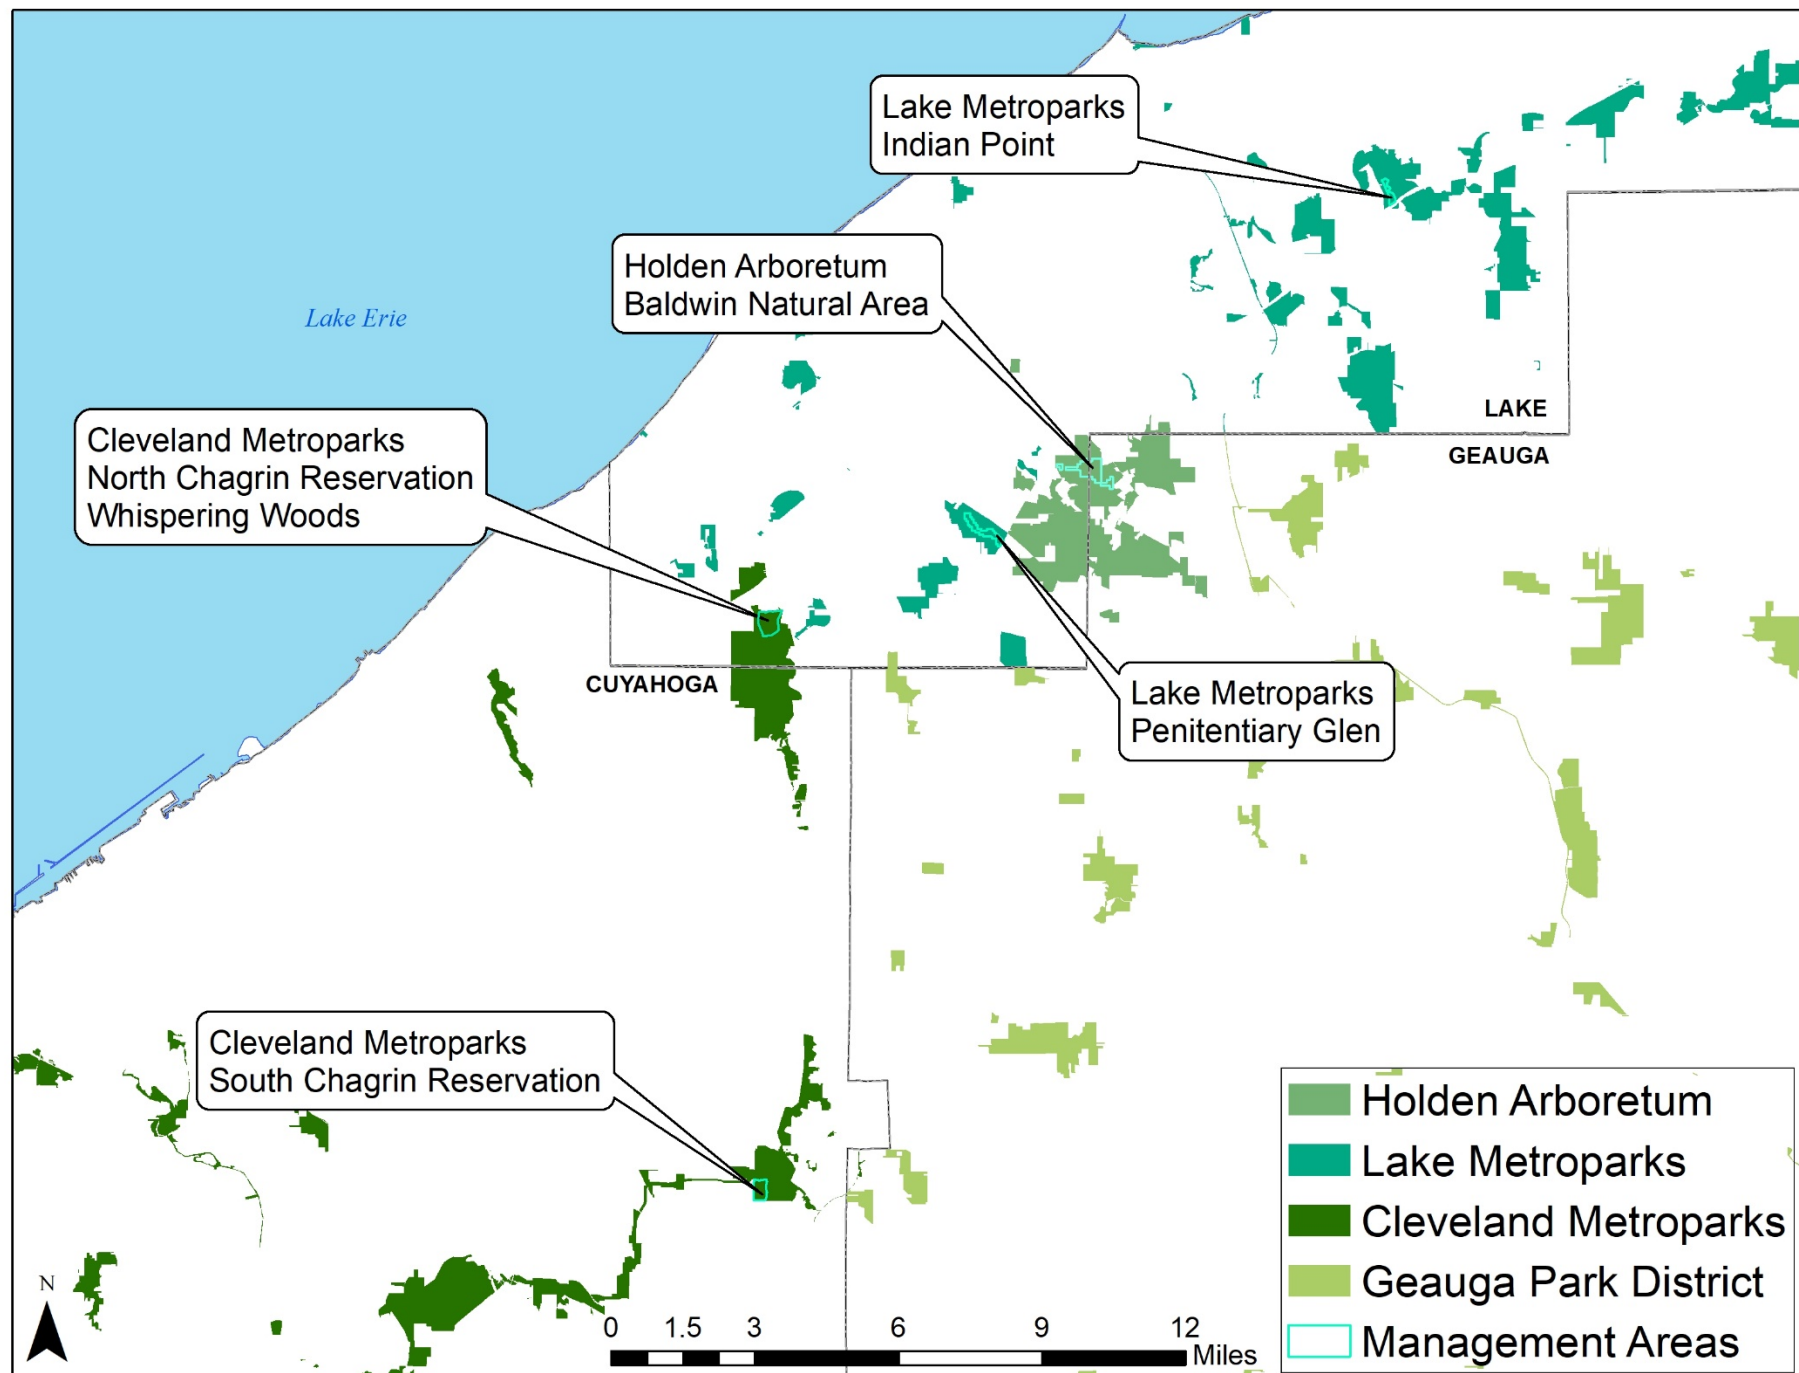 Lake Metroparks
Indian Point
Holden Arboretum
Baldwin Natural Area
Lake Erie
Cleveland Metroparks
North Chagrin Reservation
Whispering Woods
LAKE
GEAUGA
CUYAHOGA
Lake Metroparks
Penitentiary Glen
Cleveland Metroparks
South Chagrin Reservation
Holden Arboretum
Lake Metroparks
Cleveland Metroparks
Geauga Park District
Management Areas
N
0 1.5 3 6 9 12
Miles